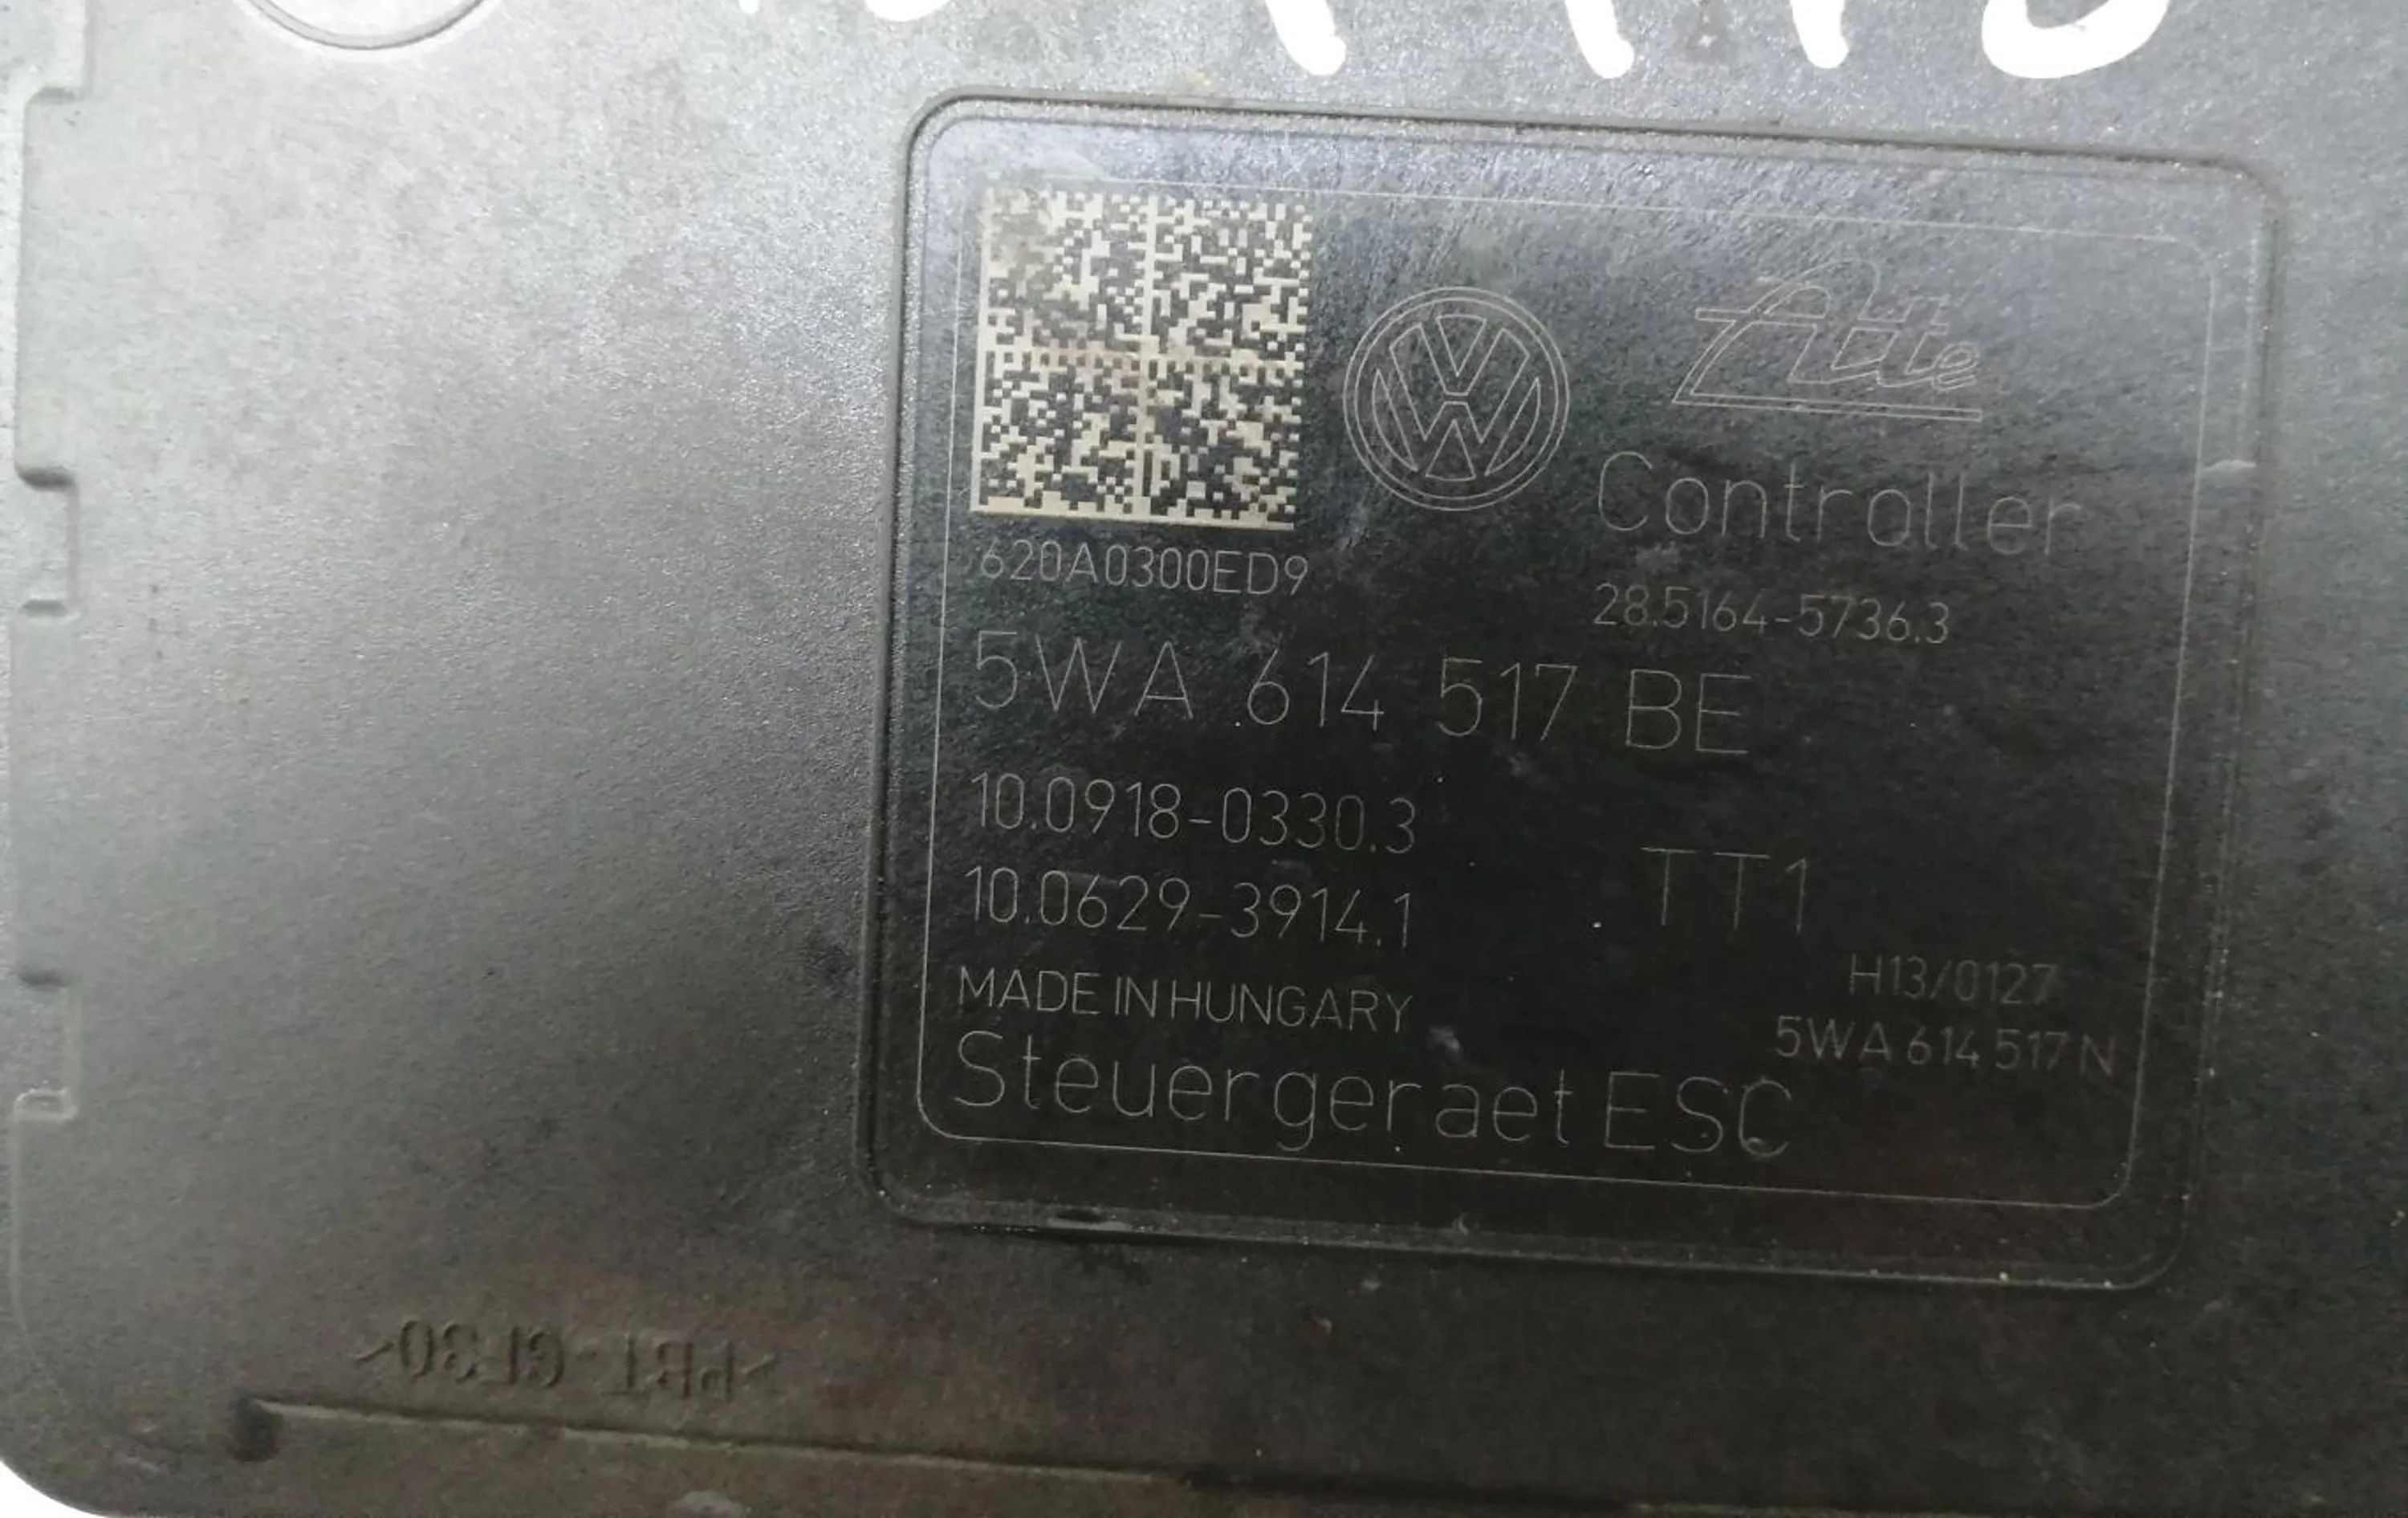 Ate
Controller
620A0300ED9
28.5164-5736.3
5WA 614 517 BE
10.0918-0330.3
TT1
10.0629-3914.1
H13/0127
MADE IN HUNGARY
5WA 614 517 N
Steuergeraet ESC